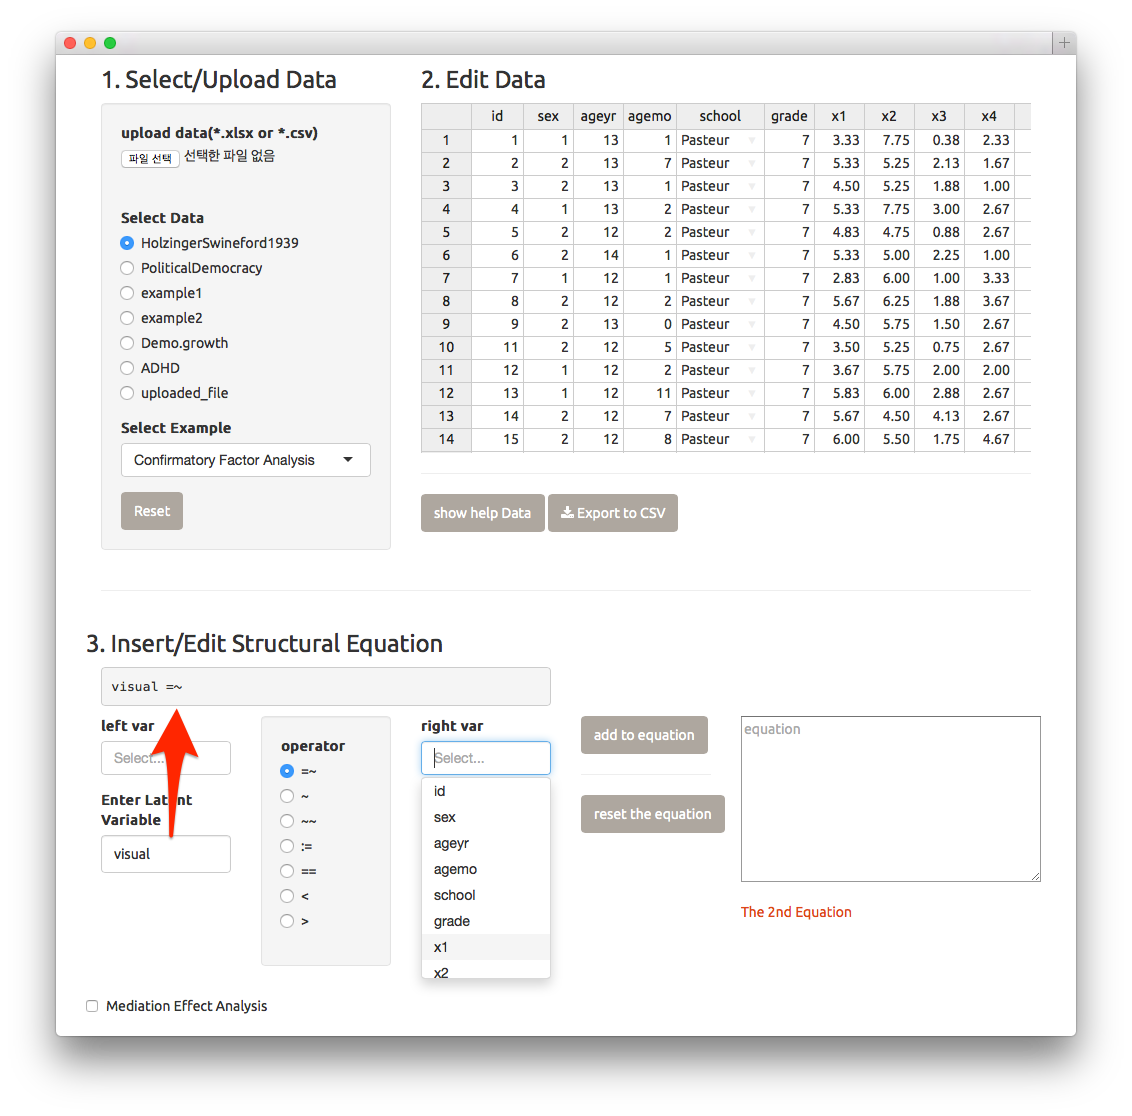 1. Select/Upload Data
upload data(*.xlsx or *.csv)
파일 선택 선택한 파일 없음
Select Data
HolzingerSwineford1939
PoliticalDemocracy
example1
example2
Demo.growth
ADHD
uploaded_file
Select Example
Confirmatory Factor Analysis
Reset
2. Edit Data
id sex ageyr agemo school grade x1 x2 x3 x4
1 1 1 13 1 Pasteur 7 3.33 7.75 0.38 2.33
2 2 2 13 7 Pasteur 7 5.33 5.25 2.13 1.67
3 3 2 13 1 Pasteur 7 4.50 5.25 1.88 1.00
4 4 1 13 2 Pasteur 7 5.33 7.75 3.00 2.67
5 5 2 12 2 Pasteur 7 4.83 4.75 0.88 2.67
6 6 2 14 1 Pasteur 7 5.33 5.00 2.25 1.00
7 7 1 12 1 Pasteur 7 2.83 6.00 1.00 3.33
8 8 2 12 2 Pasteur 7 5.67 6.25 1.88 3.67
9 9 2 13 0 Pasteur 7 4.50 5.75 1.50 2.67
10 11 2 12 5 Pasteur 7 3.50 5.25 0.75 2.67
11 12 1 12 2 Pasteur 7 3.67 5.75 2.00 2.00
12 13 1 12 11 Pasteur 7 5.83 6.00 2.88 2.67
13 14 2 12 7 Pasteur 7 5.67 4.50 4.13 2.67
14 15 2 12 8 Pasteur 7 6.00 5.50 1.75 4.67
show help Data Export to CSV
3. Insert/Edit Structural Equation
visual =~
left var
Select...
Enter Latent
Variable
visual
operator
=~
~
~~
:=
==
<
>
right var
Select...
id
sex
ageyr
agemo
school
grade
x1
x2
add to equation
reset the equation
equation
The 2nd Equation
Mediation Effect Analysis